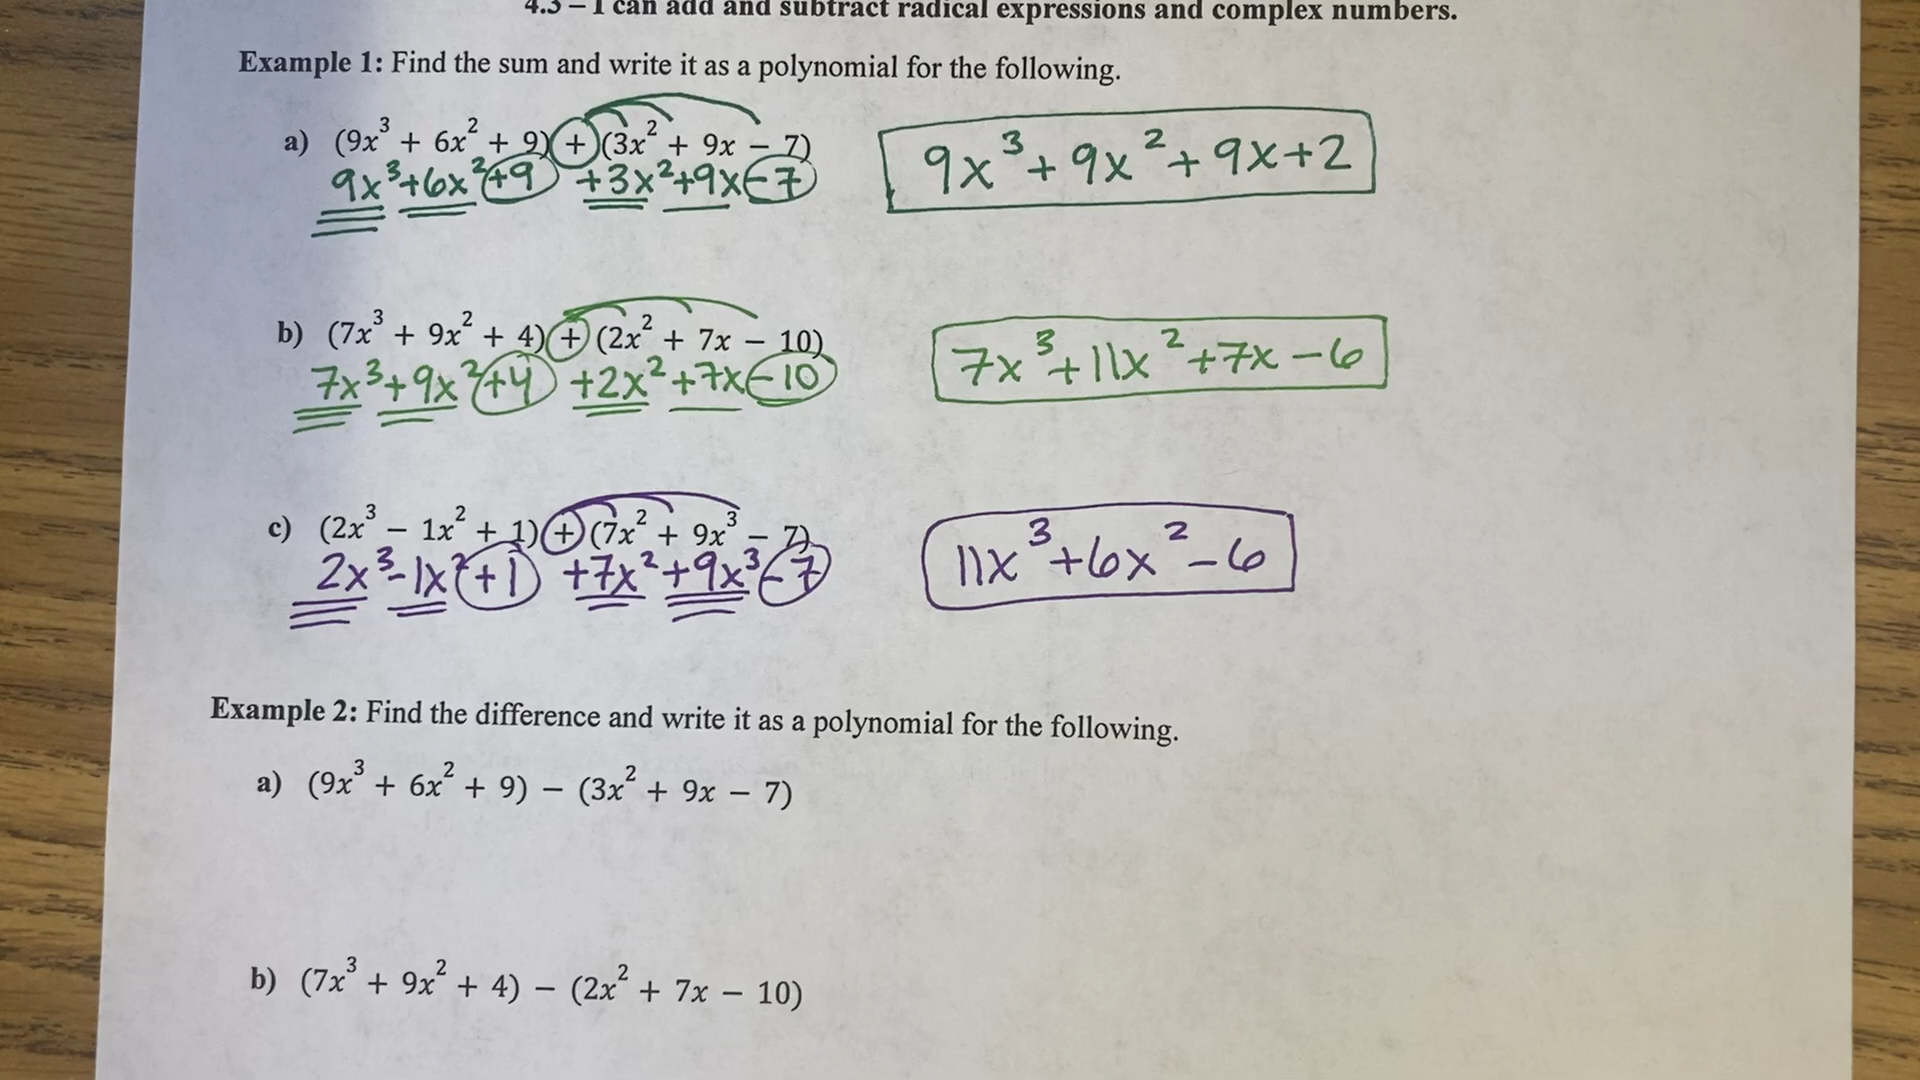 4.3 – I can add and subtract radical expressions and complex numbers.
Example 1: Find the sum and write it as a polynomial for the following.
a) (9x³ + 6x² + 9) + (3x² + 9x − 7)
9x³+6x²+9 +3x²+9x-7
9x³+9x²+9x+2
b) (7x³ + 9x² + 4) + (2x² + 7x − 10)
7x³+9x²+4 +2x²+7x-10
7x³+11x²+7x-6
c) (2x³ − 1x² + 1) + (7x² + 9x³ − 7)
2x³-1x²+1 +7x²+9x³-7
11x³+6x²-6
Example 2: Find the difference and write it as a polynomial for the following.
a) (9x³ + 6x² + 9) − (3x² + 9x − 7)
b) (7x³ + 9x² + 4) − (2x² + 7x − 10)